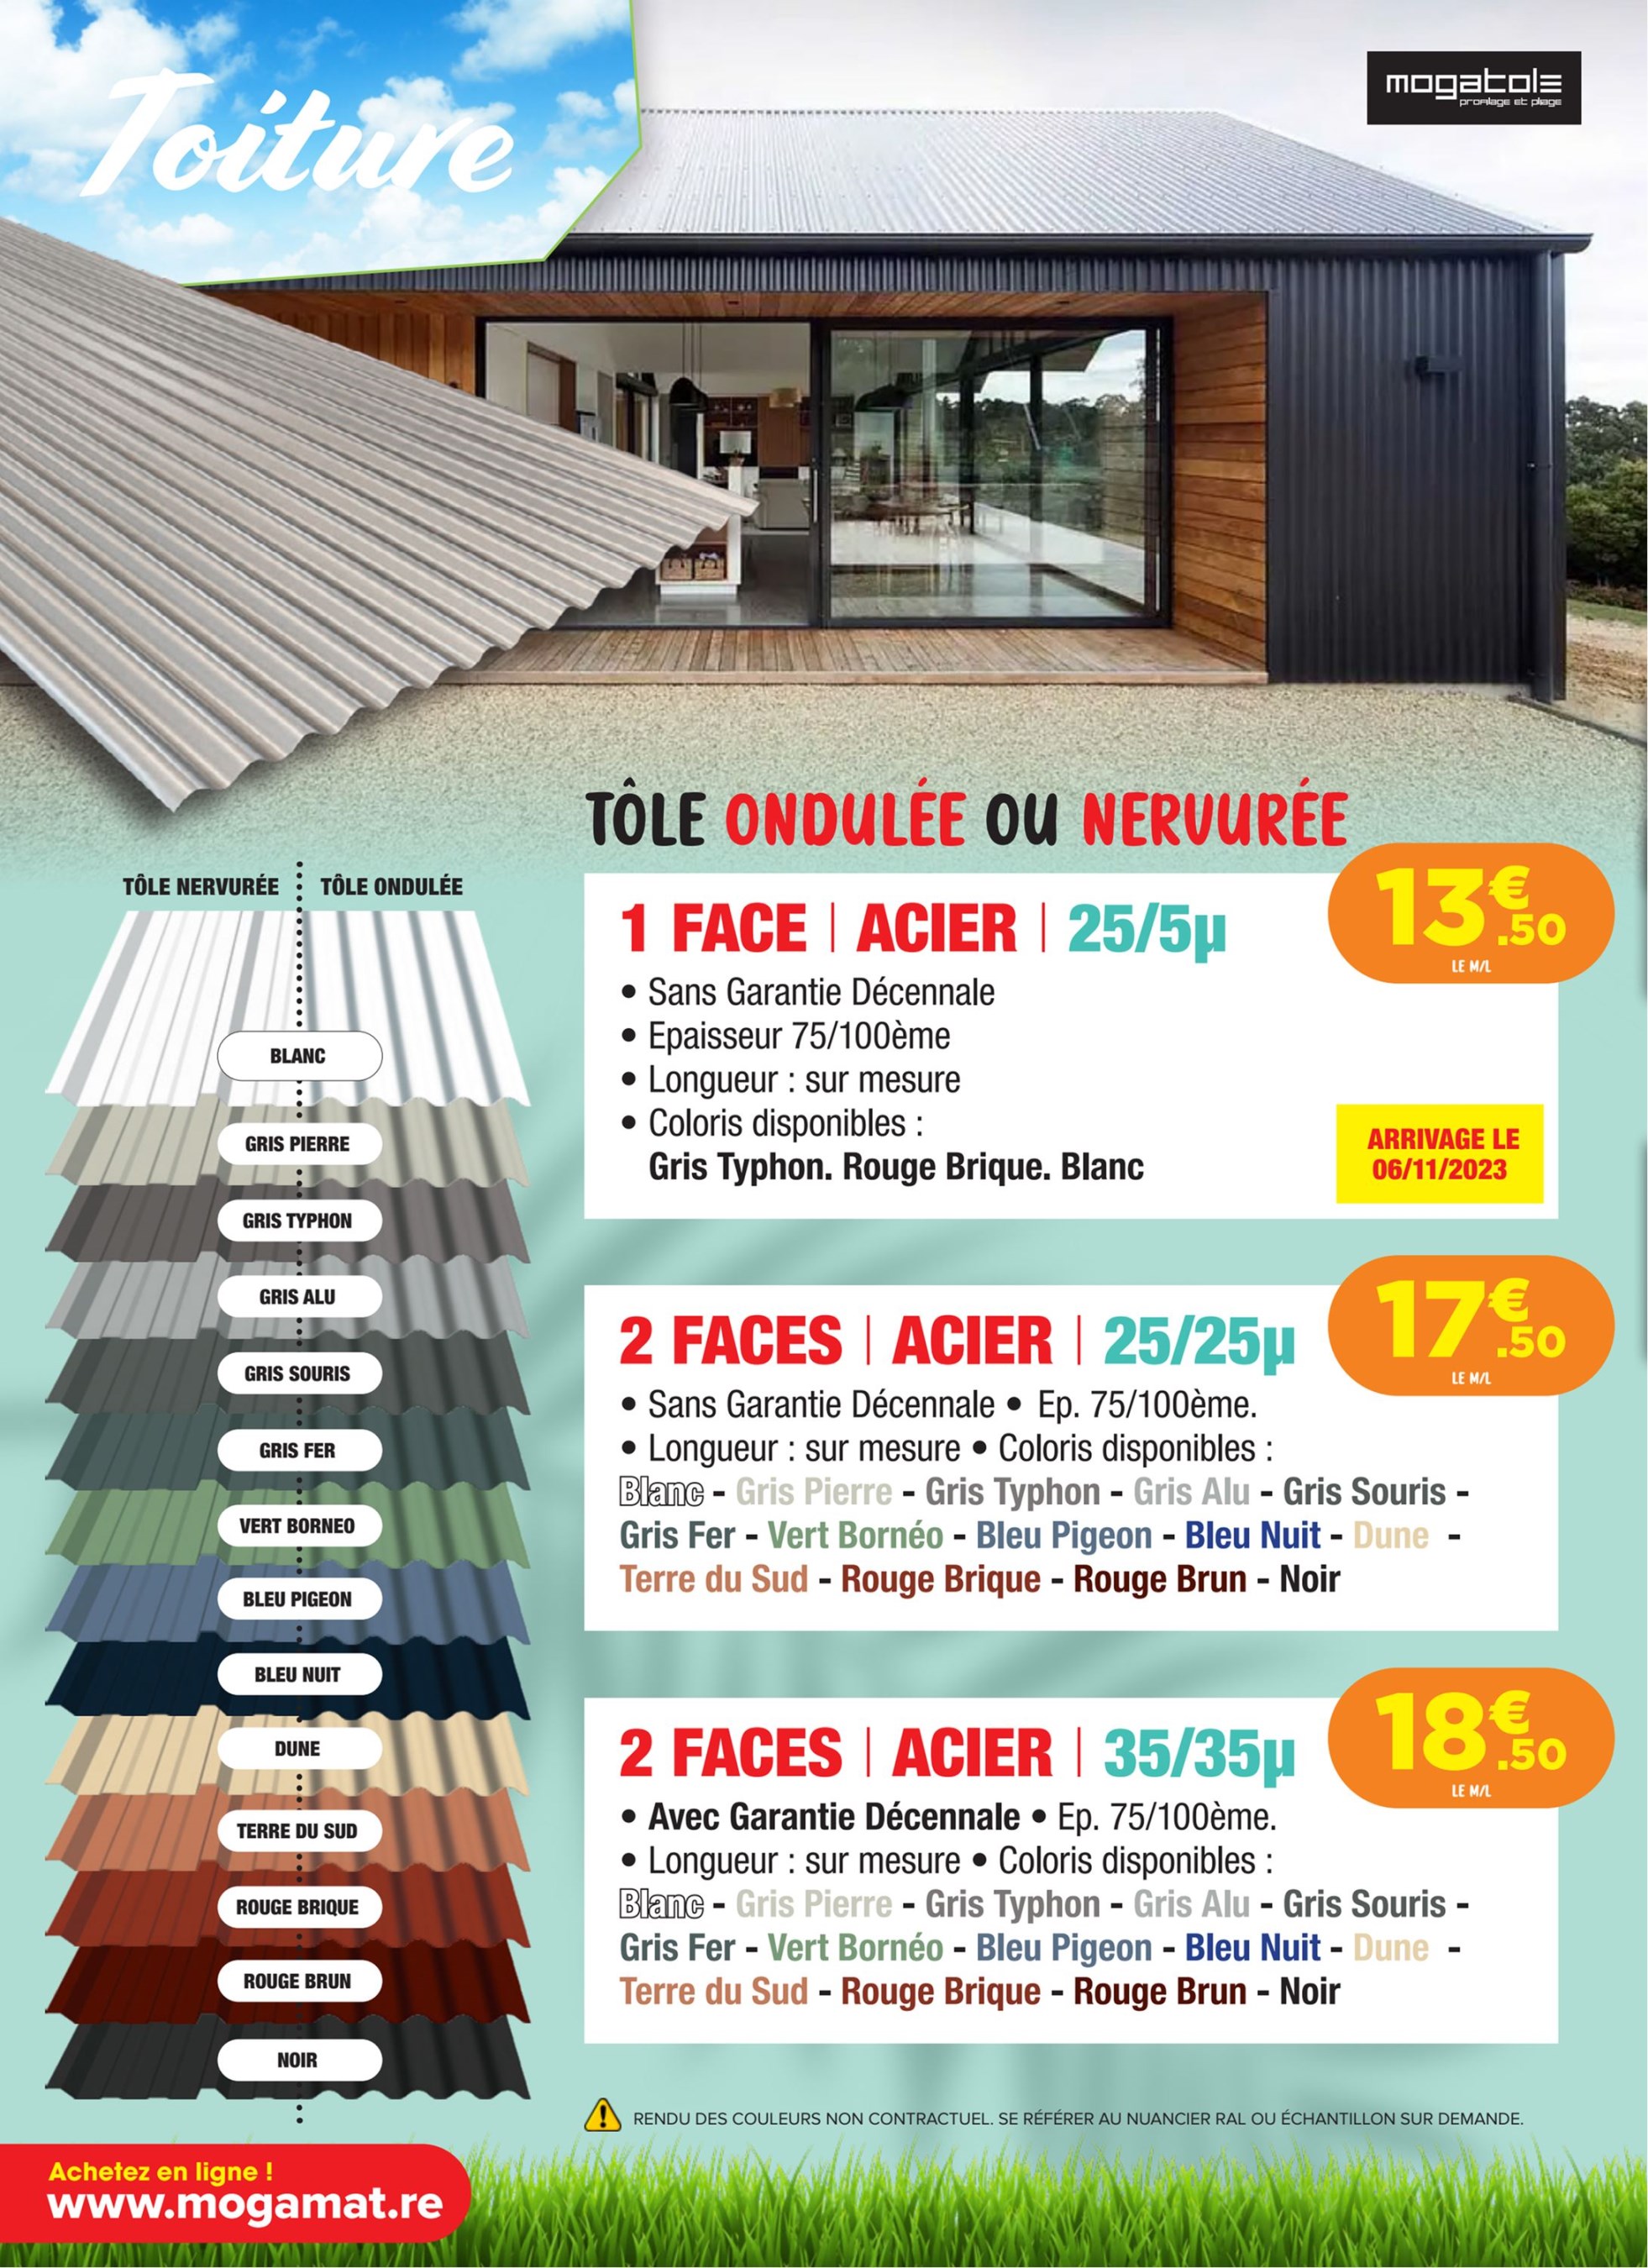 Toiture
mogatole
profilage et pliage
TÔLE ONDULÉE OU NERVURÉE
TÔLE NERVURÉE
TÔLE ONDULÉE
BLANC
GRIS PIERRE
GRIS TYPHON
GRIS ALU
GRIS SOURIS
GRIS FER
VERT BORNEO
BLEU PIGEON
BLEU NUIT
DUNE
TERRE DU SUD
ROUGE BRIQUE
ROUGE BRUN
NOIR
1 FACE | ACIER | 25/5µ
13€.50
LE M/L
• Sans Garantie Décennale
• Epaisseur 75/100ème
• Longueur : sur mesure
• Coloris disponibles :
Gris Typhon. Rouge Brique. Blanc
ARRIVAGE LE
06/11/2023
2 FACES | ACIER | 25/25µ
17€.50
LE M/L
• Sans Garantie Décennale • Ep. 75/100ème.
• Longueur : sur mesure • Coloris disponibles :
Blanc - Gris Pierre - Gris Typhon - Gris Alu - Gris Souris -
Gris Fer - Vert Bornéo - Bleu Pigeon - Bleu Nuit - Dune -
Terre du Sud - Rouge Brique - Rouge Brun - Noir
2 FACES | ACIER | 35/35µ
18€.50
LE M/L
• Avec Garantie Décennale • Ep. 75/100ème.
• Longueur : sur mesure • Coloris disponibles :
Blanc - Gris Pierre - Gris Typhon - Gris Alu - Gris Souris -
Gris Fer - Vert Bornéo - Bleu Pigeon - Bleu Nuit - Dune -
Terre du Sud - Rouge Brique - Rouge Brun - Noir
RENDU DES COULEURS NON CONTRACTUEL. SE RÉFÉRER AU NUANCIER RAL OU ÉCHANTILLON SUR DEMANDE.
Achetez en ligne !
www.mogamat.re